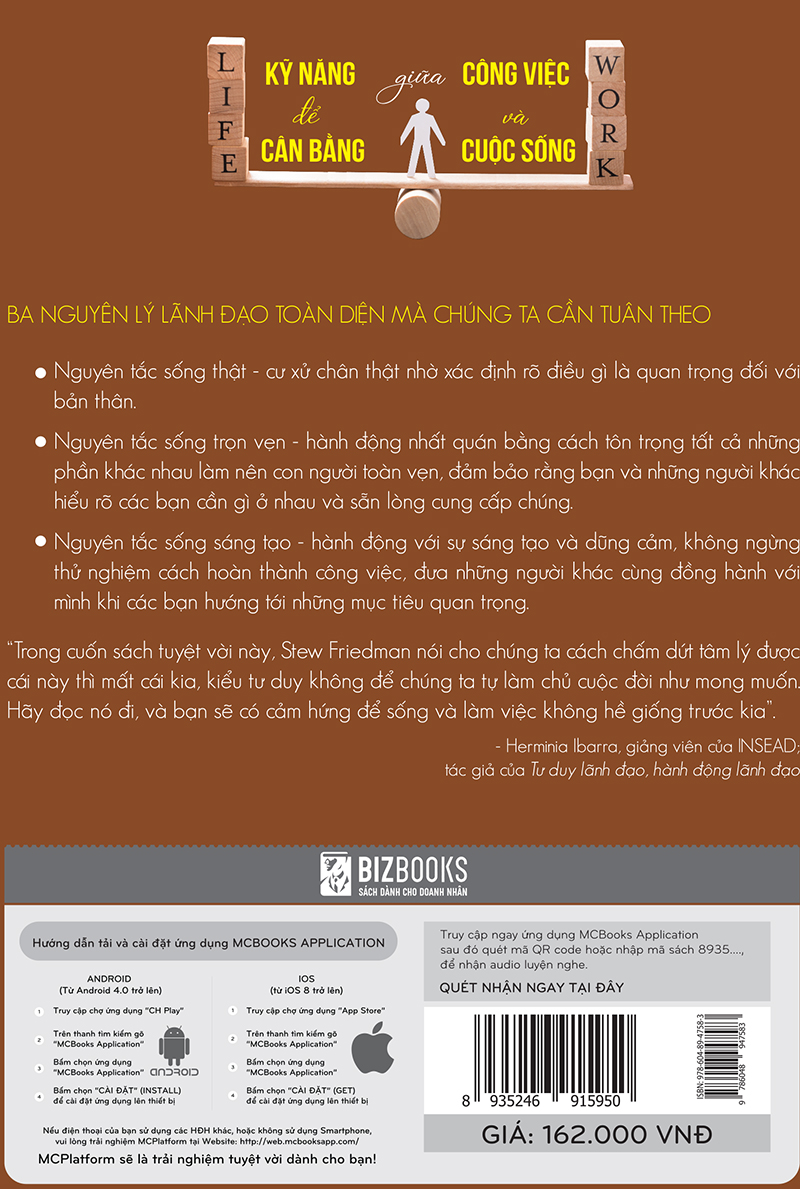 LIFE
KỸ NĂNG giữa CÔNG VIỆC
để và
CÂN BẰNG CUỘC SỐNG
WORK
BA NGUYÊN LÝ LÃNH ĐẠO TOÀN DIỆN MÀ CHÚNG TA CẦN TUÂN THEO
Nguyên tắc sống thật - cư xử chân thật nhờ xác định rõ điều gì là quan trọng đối với
bản thân.
Nguyên tắc sống trọn vẹn - hành động nhất quán bằng cách tôn trọng tất cả những
phần khác nhau làm nên con người toàn vẹn, đảm bảo rằng bạn và những người khác
hiểu rõ các bạn cần gì ở nhau và sẵn lòng cung cấp chúng.
Nguyên tắc sống sáng tạo - hành động với sự sáng tạo và dũng cảm, không ngừng
thử nghiệm cách hoàn thành công việc, đưa những người khác cùng đồng hành với
mình khi các bạn hướng tới những mục tiêu quan trọng.
“Trong cuốn sách tuyệt vời này, Stew Friedman nói cho chúng ta cách chấm dứt tâm lý được
cái này thì mất cái kia, kiểu tư duy không để chúng ta tự làm chủ cuộc đời như mong muốn.
Hãy đọc nó đi, và bạn sẽ có cảm hứng để sống và làm việc không hề giống trước kia”.
- Herminia Ibarra, giảng viên của INSEAD;
tác giả của Tư duy lãnh đạo, hành động lãnh đạo
BIZBOOKS
SÁCH DÀNH CHO DOANH NHÂN
Hướng dẫn tải và cài đặt ứng dụng MCBOOKS APPLICATION
ANDROID
(Từ Android 4.0 trở lên)
1 Truy cập chợ ứng dụng "CH Play"
2 Trên thanh tìm kiếm gõ
"MCBooks Application"
3 Bấm chọn ứng dụng
"MCBooks Application"
4 Bấm chọn "CÀI ĐẶT" (INSTALL)
để cài đặt ứng dụng lên thiết bị
ANDROID
IOS
(từ iOS 8 trở lên)
1 Truy cập chợ ứng dụng "App Store"
2 Trên thanh tìm kiếm gõ
"MCBooks Application"
3 Bấm chọn ứng dụng
"MCBooks Application"
4 Bấm chọn "CÀI ĐẶT" (GET)
để cài đặt ứng dụng lên thiết bị
Nếu điện thoại của bạn sử dụng các HĐH khác, hoặc không sử dụng Smartphone,
vui lòng trải nghiệm MCPlatform tại Website: http://web.mcbooksapp.com/
MCPlatform sẽ là trải nghiệm tuyệt vời dành cho bạn!
Truy cập ngay ứng dụng MCBooks Application
sau đó quét mã QR code hoặc nhập mã sách 8935....,
để nhận audio luyện nghe.
QUÉT NHẬN NGAY TẠI ĐÂY
8 935246 915950
ISBN: 978-604-89-4758-3
9 786048 947583
GIÁ: 162.000 VNĐ